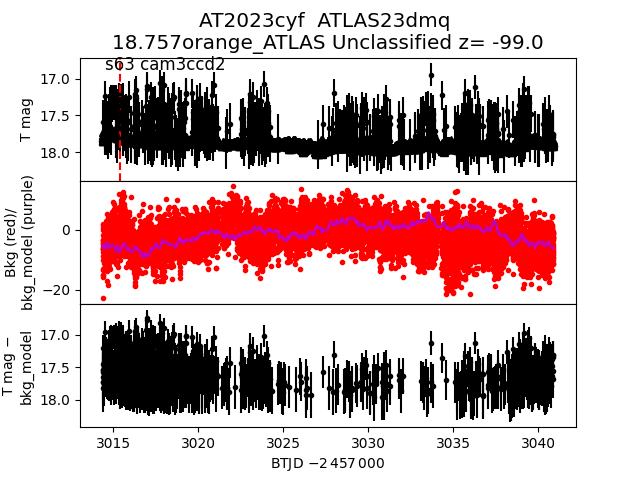 AT2023cyf  ATLAS23dmq
18.757orange_ATLAS Unclassified z= -99.0
s63 cam3ccd2
17.0
17.5
18.0
T mag
0
−20
Bkg (red)/
bkg_model (purple)
17.0
17.5
18.0
T mag −
bkg_model
3015 3020 3025 3030 3035 3040
BTJD −2 457 000